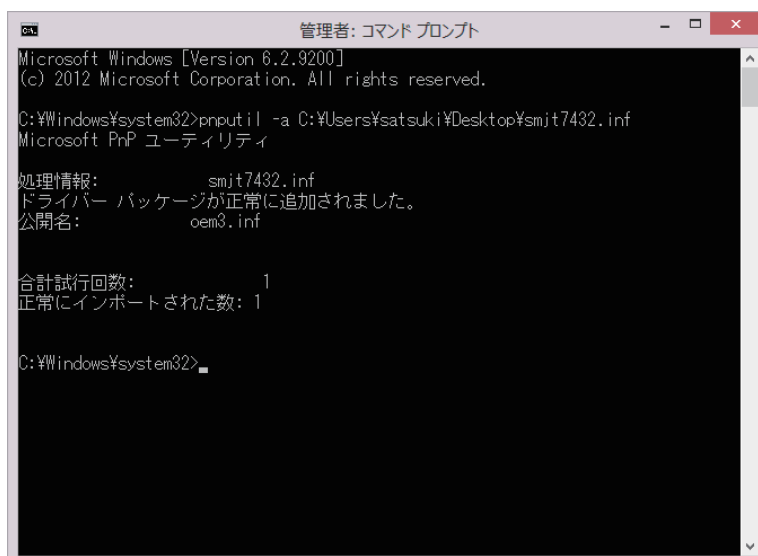 管理者: コマンド プロンプト
Microsoft Windows [Version 6.2.9200]
(c) 2012 Microsoft Corporation. All rights reserved.
C:¥Windows¥system32>pnputil -a C:¥Users¥satsuki¥Desktop¥smjt7432.inf
Microsoft PnP ユーティリティ
処理情報: smjt7432.inf
ドライバー パッケージが正常に追加されました。
公開名: oem3.inf
合計試行回数: 1
正常にインポートされた数: 1
C:¥Windows¥system32>